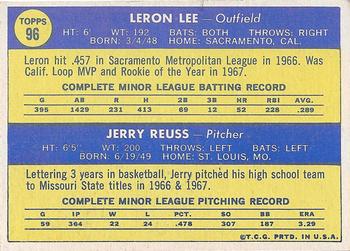 TOPPS
96
LERON LEE — Outfield
HT: 6' WT: 192 BATS: BOTH THROWS: RIGHT
BORN: 3/4/48 HOME: SACRAMENTO, CAL.
Leron hit .457 in Sacramento Metropolitan League in 1966. Was
Calif. Loop MVP and Rookie of the Year in 1967.
COMPLETE MINOR LEAGUE BATTING RECORD
G AB R H 2B 3B HR RBI AVG.
395 1429 231 413 78 28 52 228 .289
JERRY REUSS — Pitcher
HT: 6'5" WT: 200 THROWS: LEFT BATS: LEFT
BORN: 6/19/49 HOME: ST. LOUIS, MO.
Lettering 3 years in basketball, Jerry pitched his high school team
to Missouri State titles in 1966 & 1967.
COMPLETE MINOR LEAGUE PITCHING RECORD
G IP W L PCT. SO BB ERA
59 364 22 24 .478 307 187 3.29
©T.C.G. PRTD. IN U.S.A.